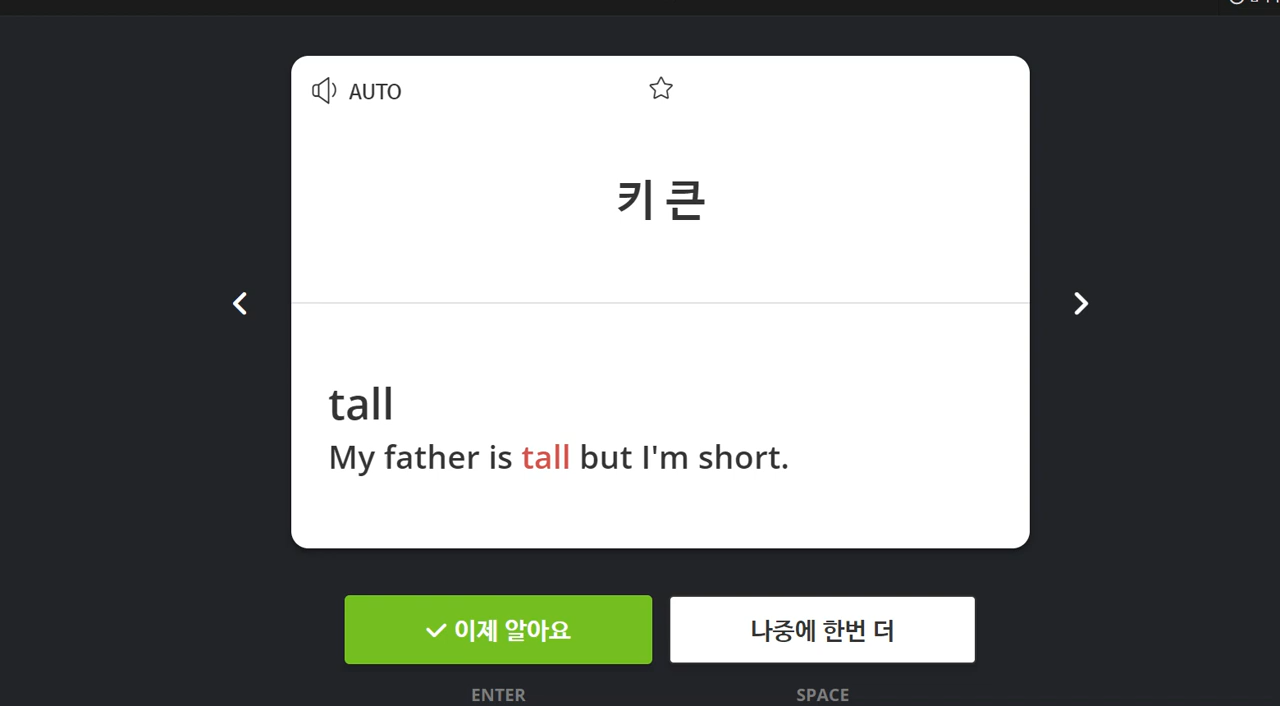 AUTO
키 큰
tall
My father is tall but I'm short.
이제 알아요
나중에 한번 더
ENTER
SPACE